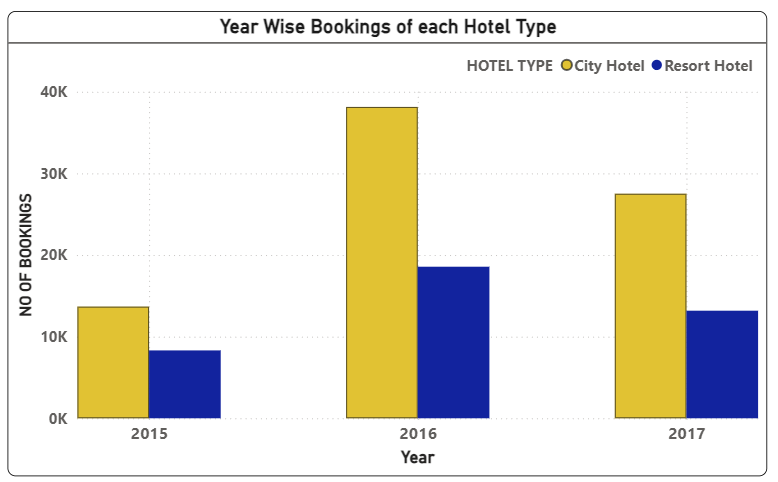 Year Wise Bookings of each Hotel Type
HOTEL TYPE City Hotel Resort Hotel
NO OF BOOKINGS
40K
30K
20K
10K
0K
2015 2016 2017
Year